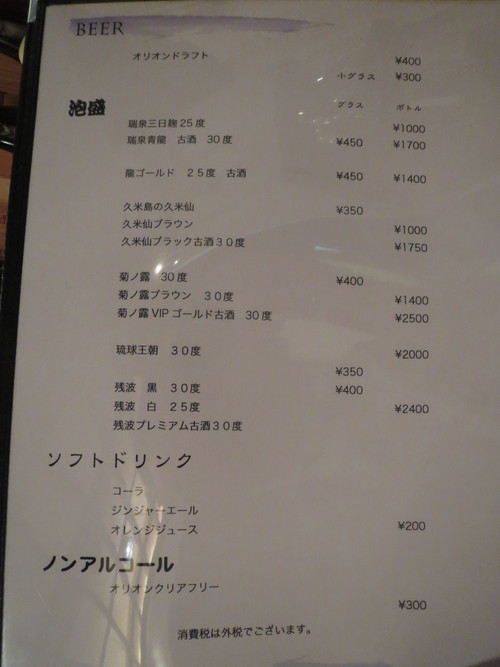 BEER
オリオンドラフト ¥400
小グラス ¥300
泡盛 グラス ボトル
瑞泉三日麹25度 ¥1000
瑞泉青龍 古酒 30度 ¥450 ¥1700
龍ゴールド 25度 古酒 ¥450 ¥1400
久米島の久米仙 ¥350
久米仙ブラウン ¥1000
久米仙ブラック古酒30度 ¥1750
菊ノ露 30度 ¥400
菊ノ露ブラウン 30度 ¥1400
菊ノ露VIPゴールド古酒 30度 ¥2500
琉球王朝 30度 ¥2000
¥350
残波 黒 30度 ¥400
残波 白 25度 ¥2400
残波プレミアム古酒30度
ソフトドリンク
コーラ
ジンジャーエール
オレンジジュース ¥200
ノンアルコール
オリオンクリアフリー
¥300
消費税は外税でございます。